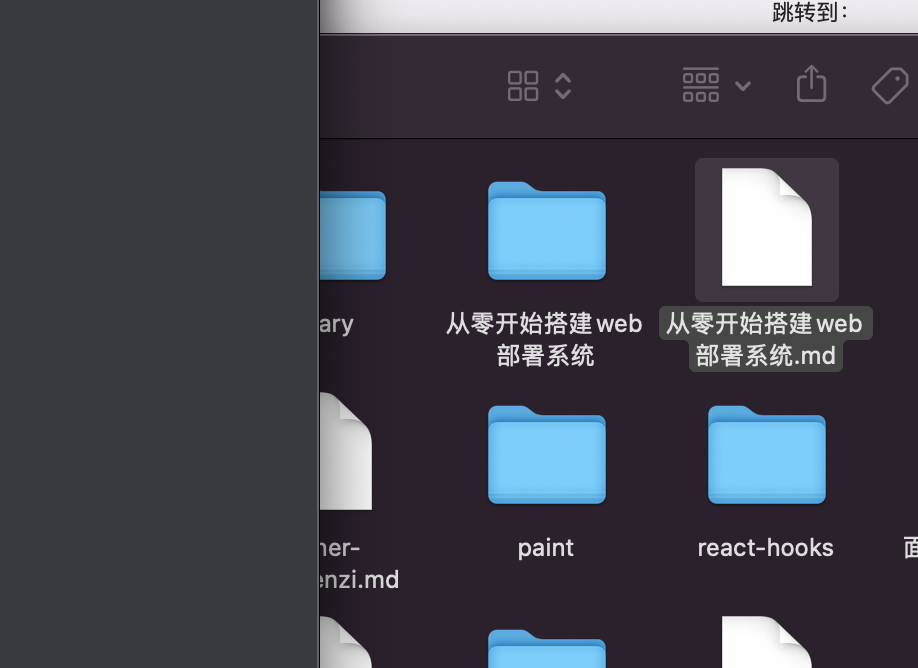 跳转到：
ary
从零开始搭建web
部署系统
从零开始搭建web
部署系统.md
ner-
enzi.md
paint
react-hooks
面